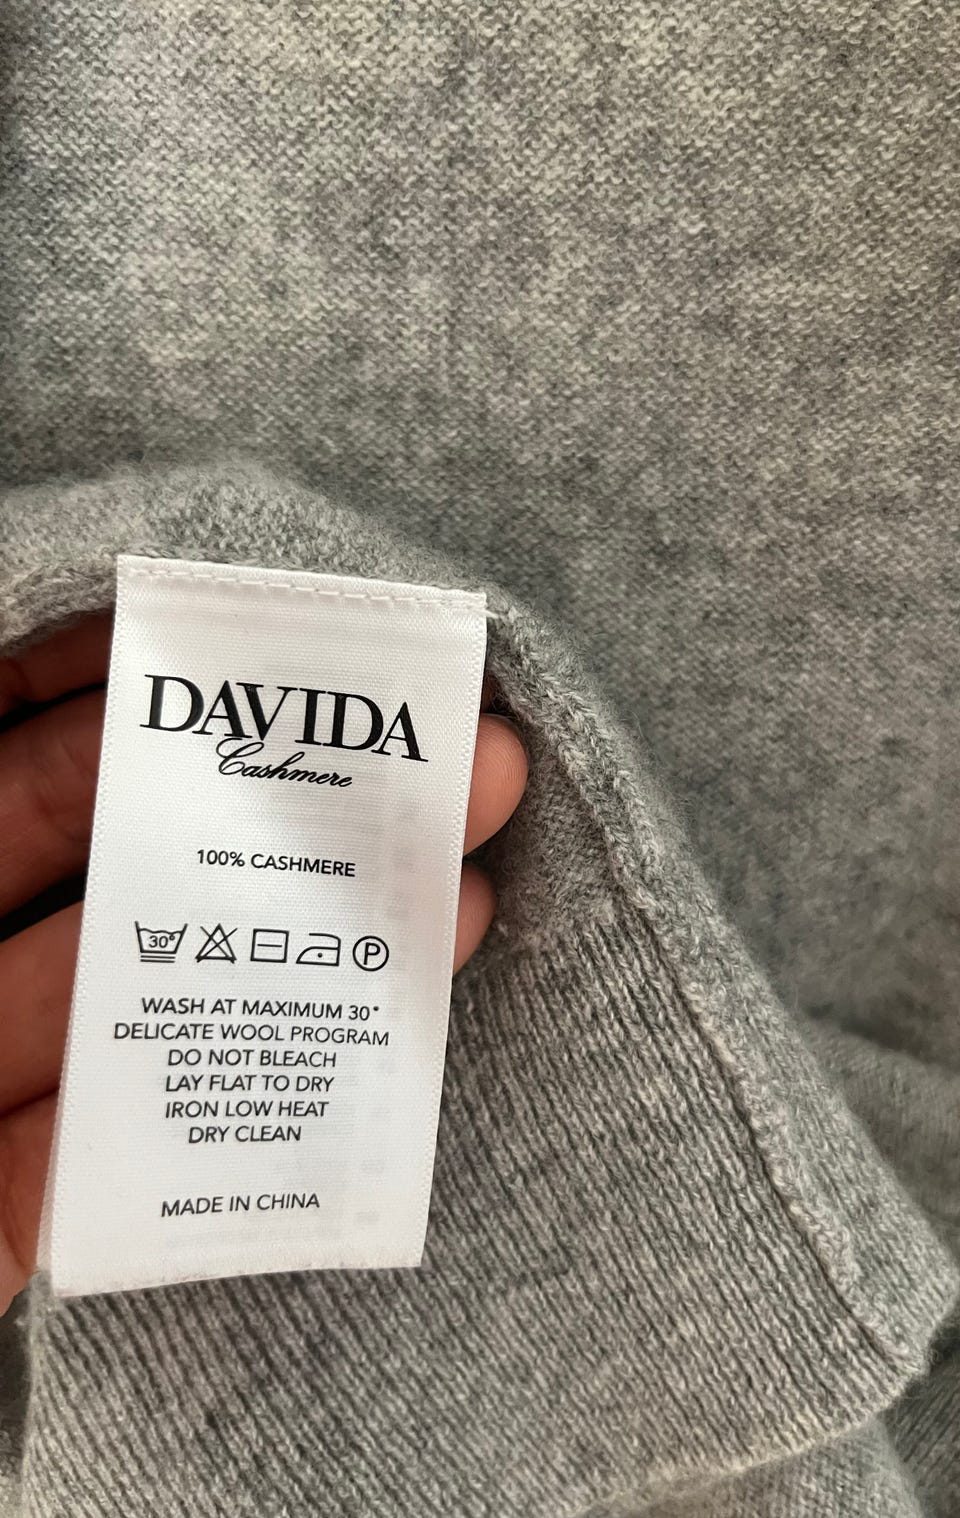 DAVIDA
Cashmere
100% CASHMERE
30° P
WASH AT MAXIMUM 30°
DELICATE WOOL PROGRAM
DO NOT BLEACH
LAY FLAT TO DRY
IRON LOW HEAT
DRY CLEAN
MADE IN CHINA